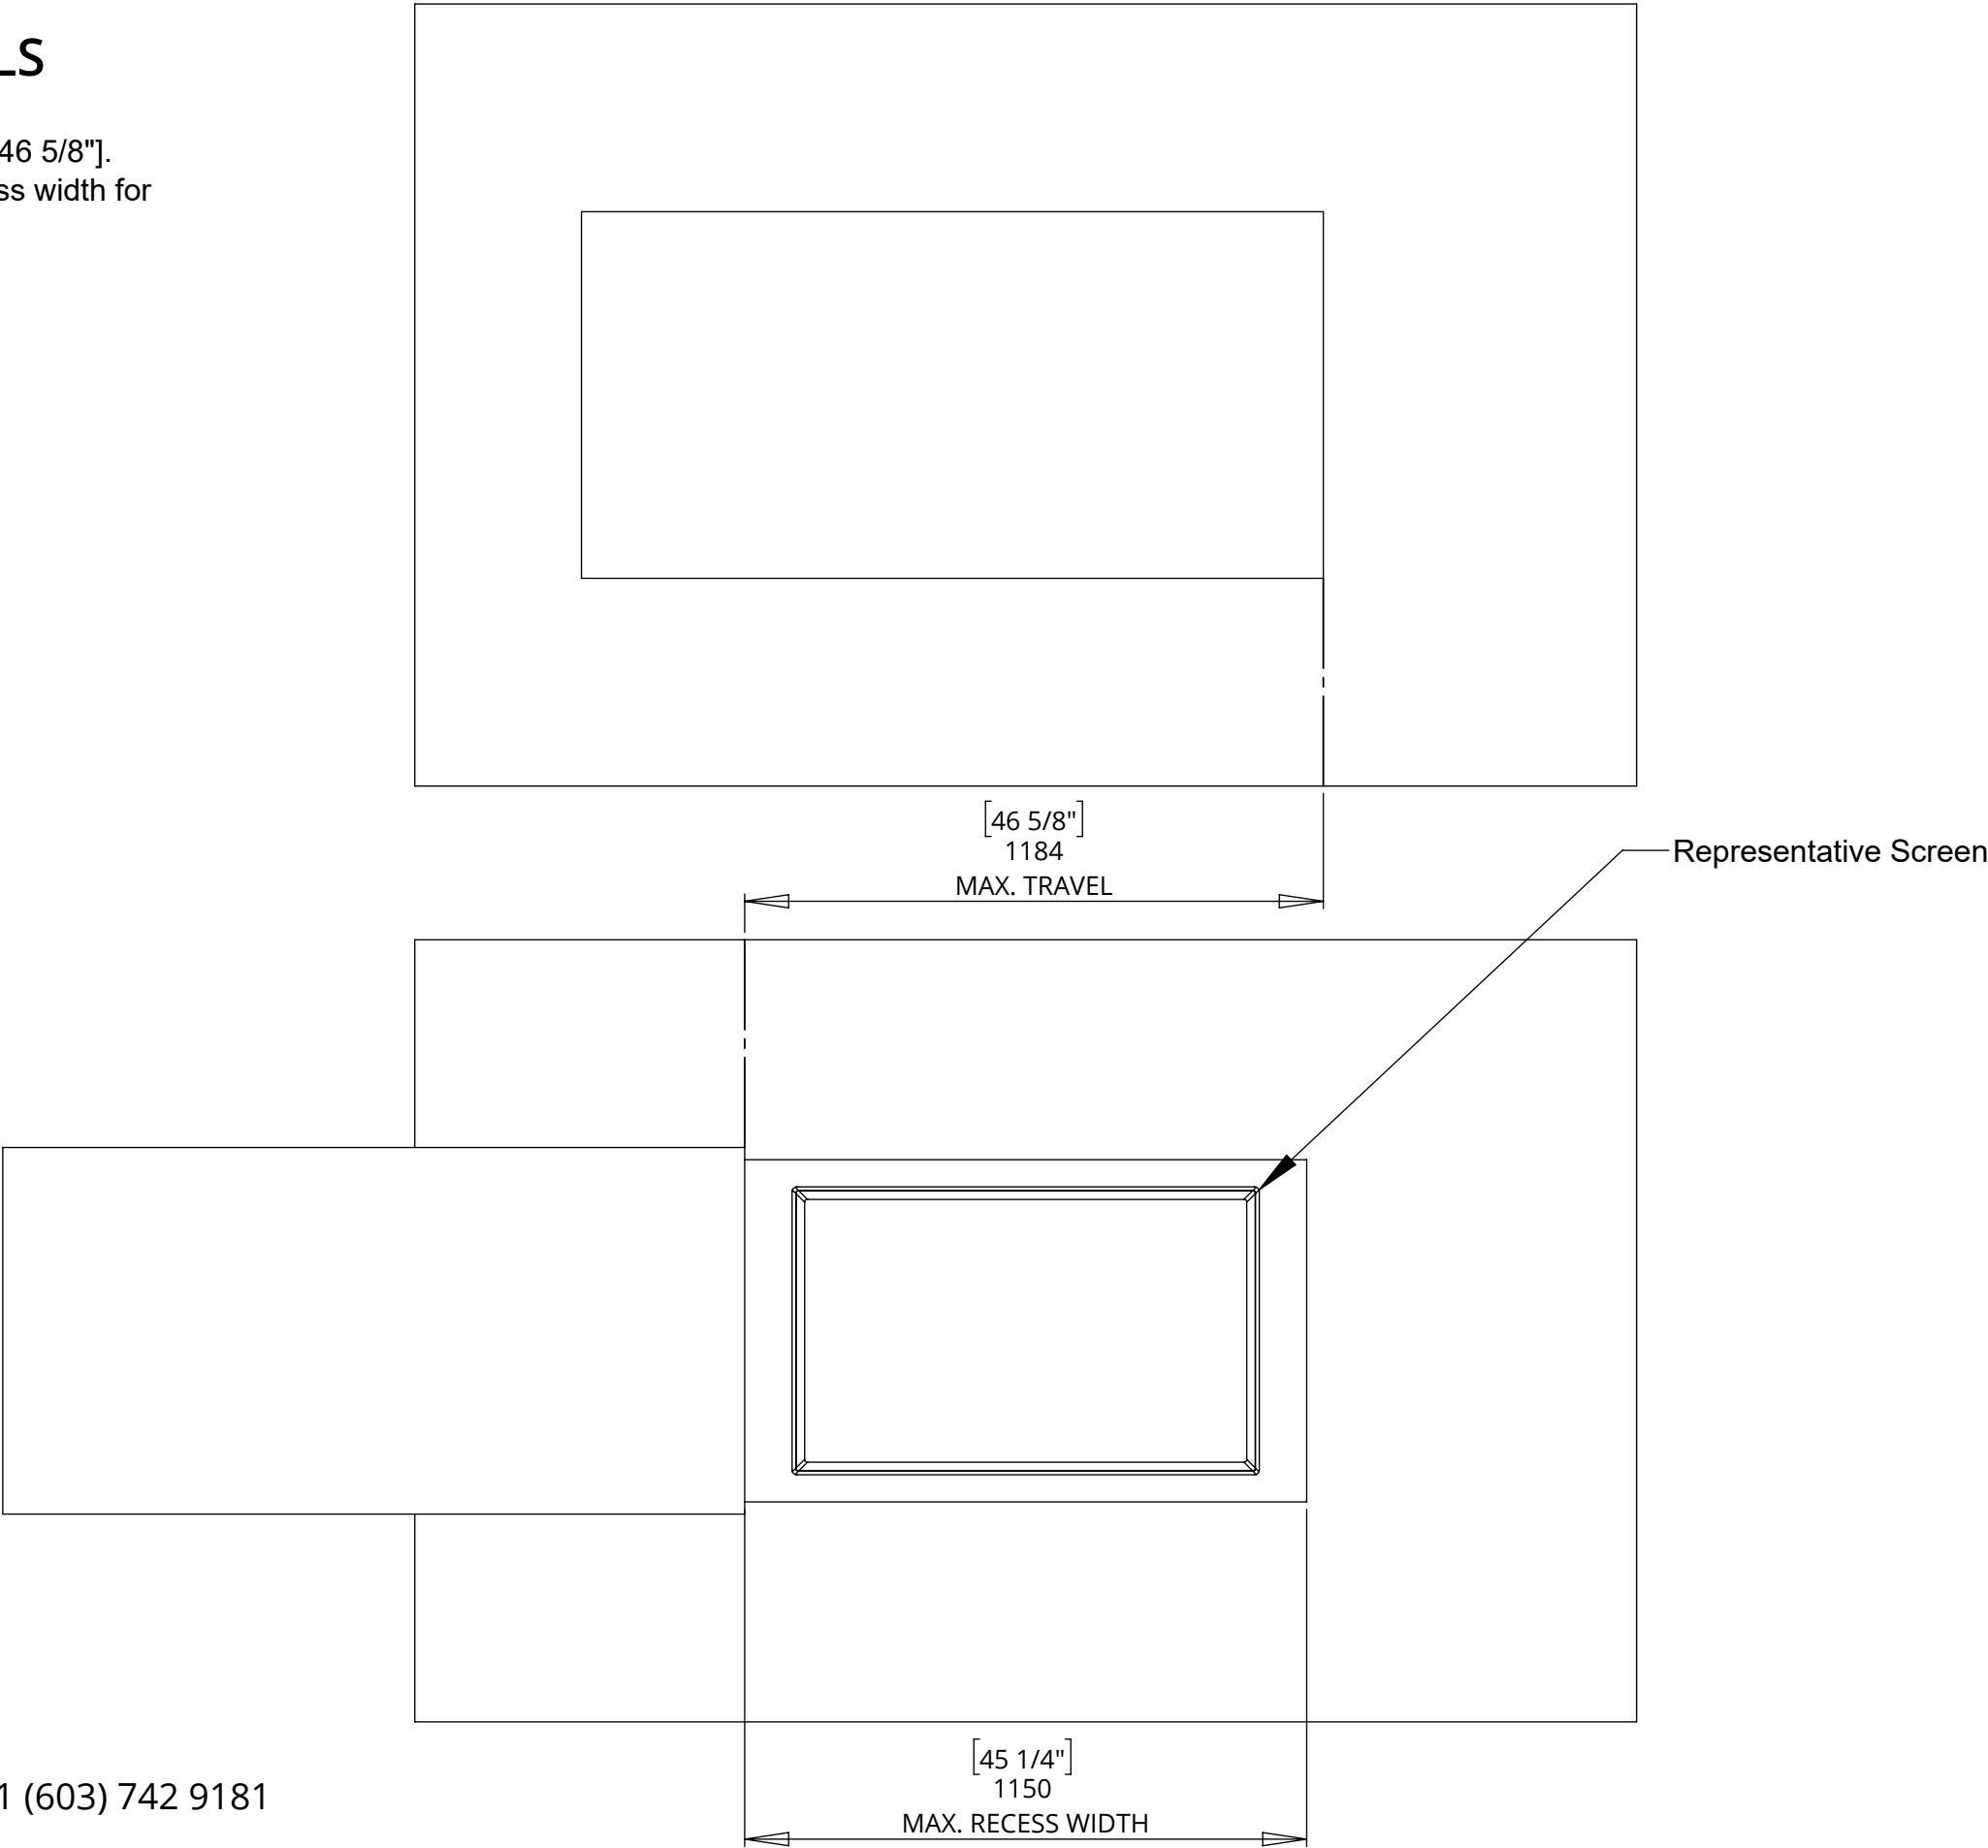 LS
46 5/8"].
ss width for
[46 5/8"]
1184
MAX. TRAVEL
Representative Screen
[45 1/4"]
1150
MAX. RECESS WIDTH
1 (603) 742 9181